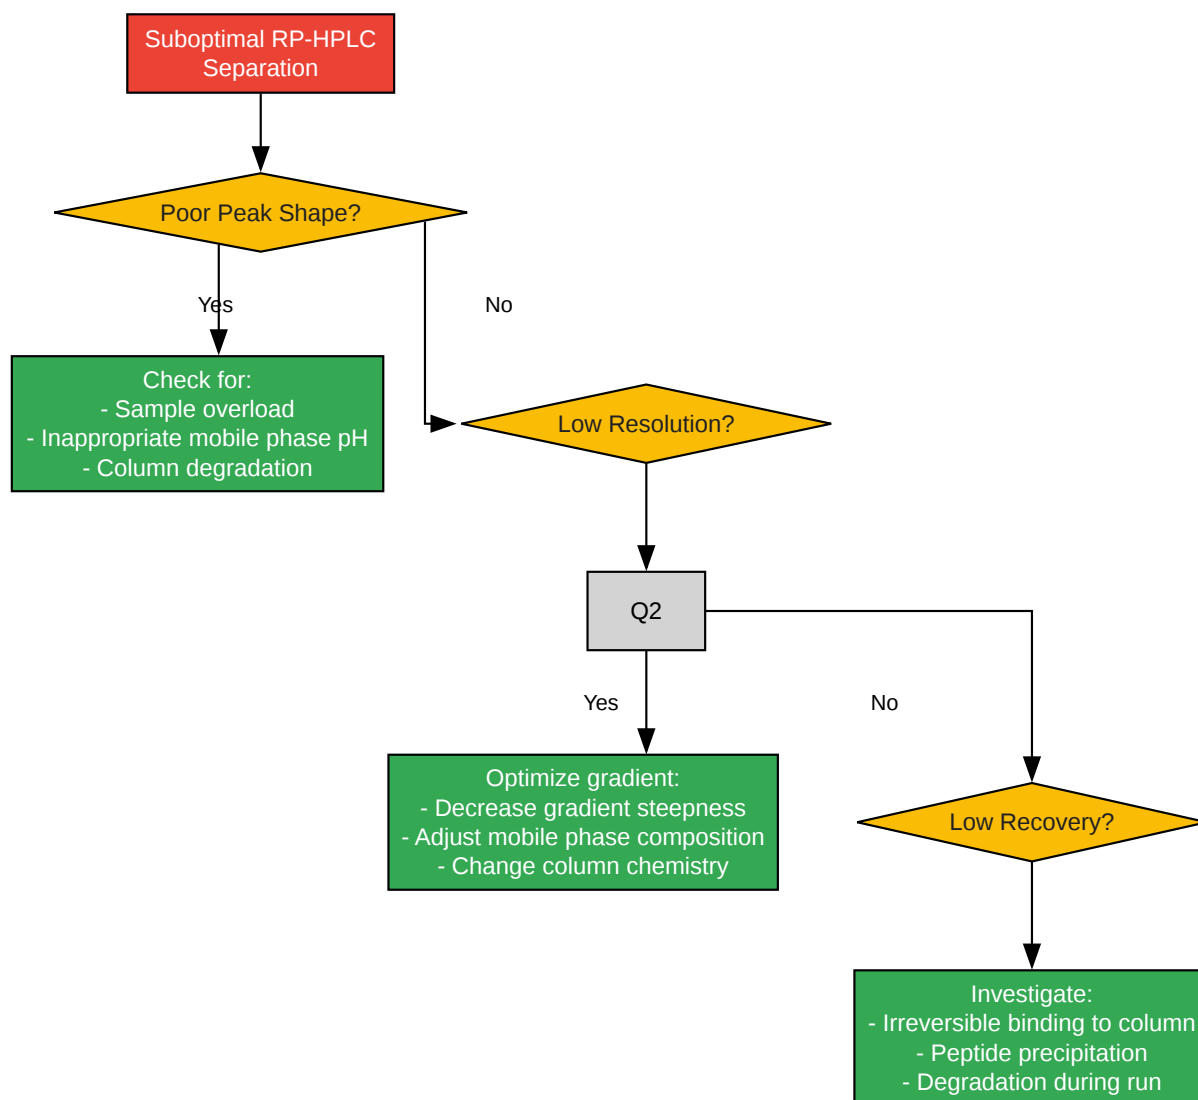 Suboptimal RP-HPLC
Separation
Poor Peak Shape?
Yes
No
Check for:
- Sample overload
- Inappropriate mobile phase pH
- Column degradation
Low Resolution?
Q2
Yes
No
Optimize gradient:
- Decrease gradient steepness
- Adjust mobile phase composition
- Change column chemistry
Low Recovery?
Investigate:
- Irreversible binding to column
- Peptide precipitation
- Degradation during run